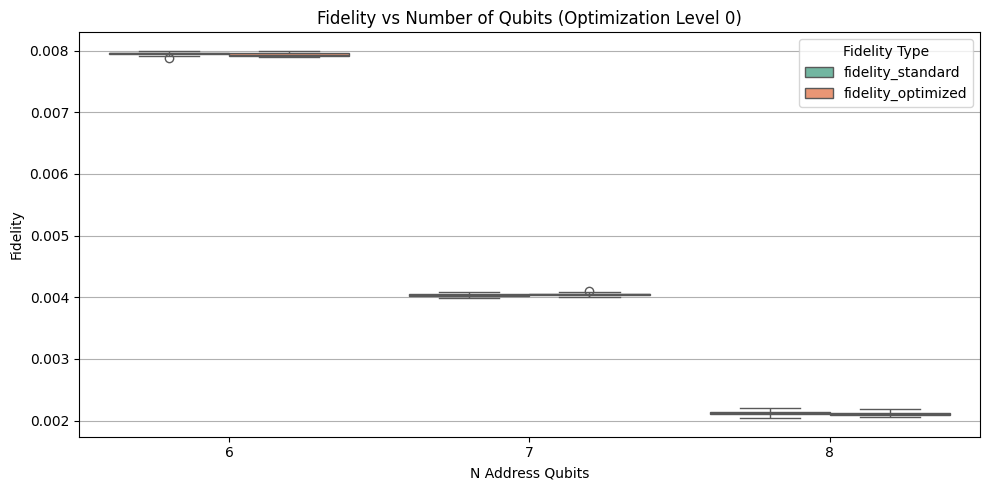 Fidelity vs Number of Qubits (Optimization Level 0)
Fidelity Type
fidelity_standard
fidelity_optimized
0.008
0.007
0.006
0.005
0.004
0.003
0.002
Fidelity
6 7 8
N Address Qubits